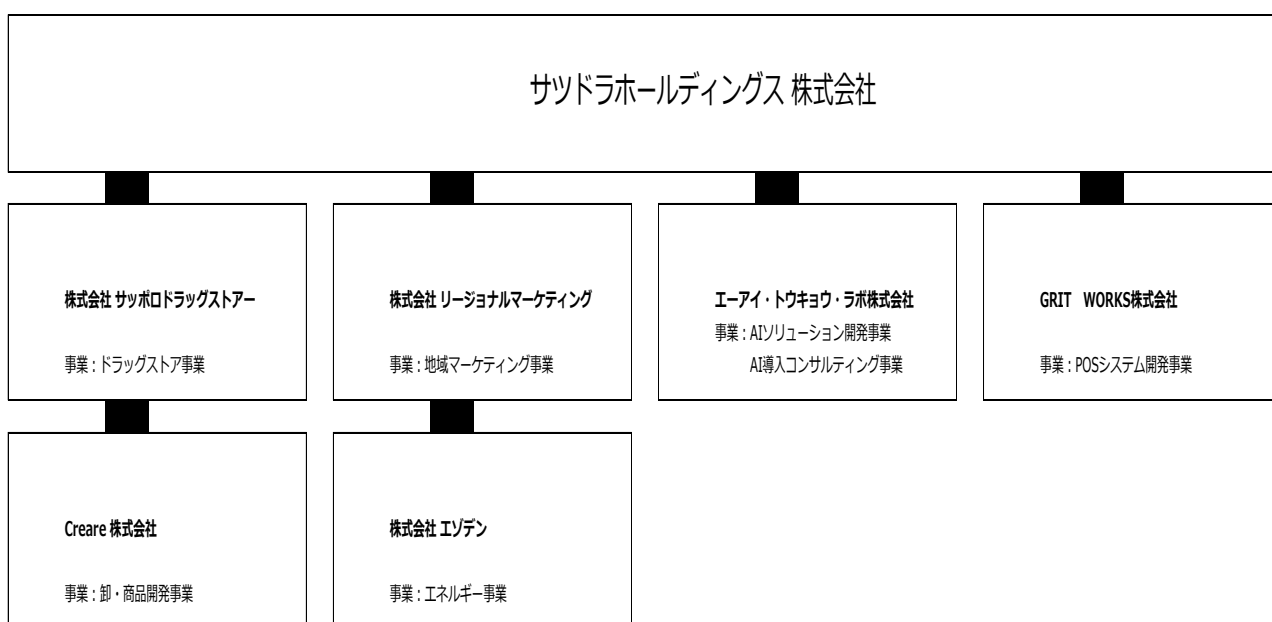 サツドラホールディングス 株式会社
株式会社 サッポロドラッグストアー
事業：ドラッグストア事業
株式会社 リージョナルマーケティング
事業：地域マーケティング事業
エーアイ・トウキョウ・ラボ株式会社
事業：AIソリューション開発事業
AI導入コンサルティング事業
GRIT　WORKS株式会社
事業：POSシステム開発事業
Creare 株式会社
事業：卸・商品開発事業
株式会社 エゾデン
事業：エネルギー事業